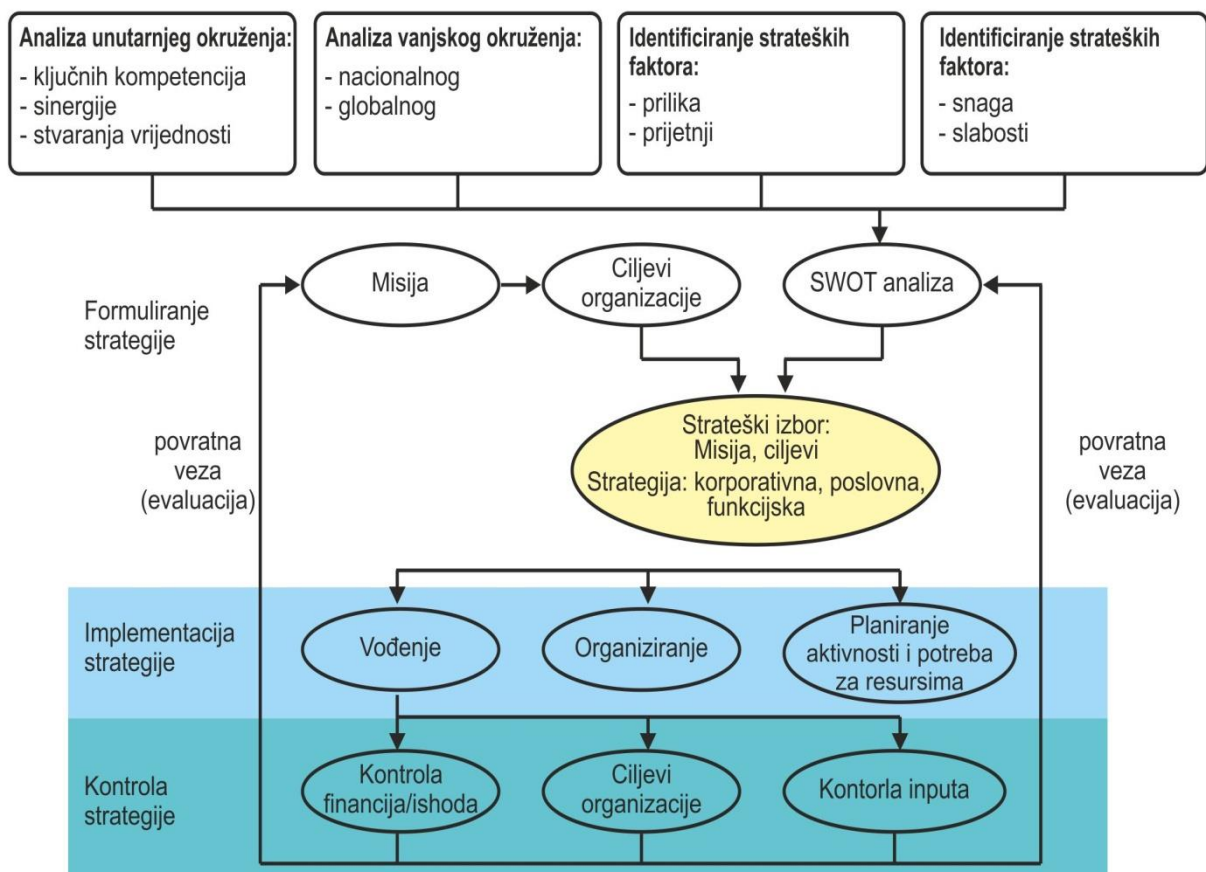 Analiza unutarnjeg okruženja:
- ključnih kompetencija
- sinergije
- stvaranja vrijednosti
Analiza vanjskog okruženja:
- nacionalnog
- globalnog
Identificiranje strateških
faktora:
- prilika
- prijetnji
Identificiranje strateških
faktora:
- snaga
- slabosti
Formuliranje
strategije
Misija
Ciljevi
organizacije
SWOT analiza
povratna
veza
(evaluacija)
Strateški izbor:
Misija, ciljevi
Strategija: korporativna, poslovna,
funkcijska
povratna
veza
(evaluacija)
Implementacija
strategije
Vođenje
Organiziranje
Planiranje
aktivnosti i potreba
za resursima
Kontrola
strategije
Kontrola
financija/ishoda
Ciljevi
organizacije
Kontorla inputa